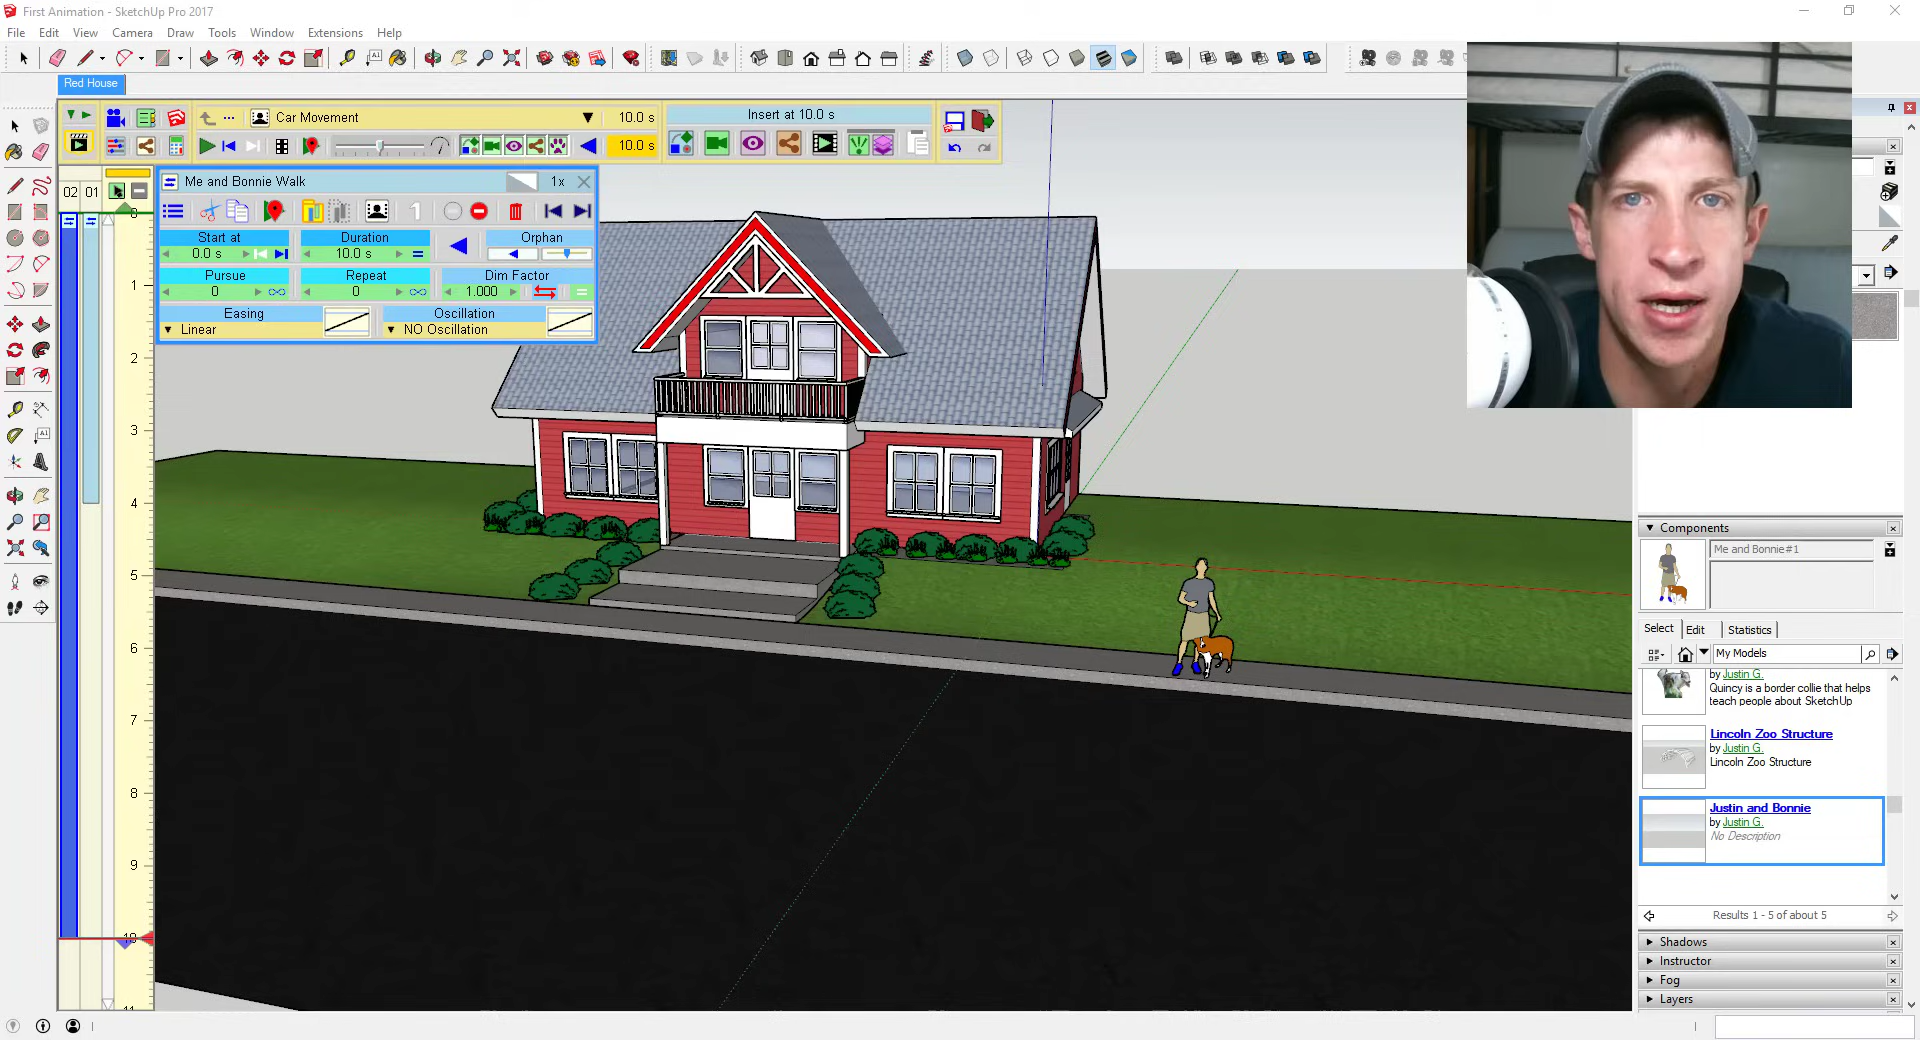 First Animation - SketchUp Pro 2017
File Edit View Camera Draw Tools Window Extensions Help
Red House
Car Movement 10.0 s
Insert at 10.0 s
10.0 s
02 01
Me and Bonnie Walk 1x
1
Start at Duration Orphan
0.0 s 10.0 s
Pursue Repeat Dim Factor
0 0 1.000
Easing Oscillation
Linear NO Oscillation
0
1
2
3
4
5
6
7
8
9
10
11
Components
Me and Bonnie#1
Select Edit Statistics
My Models
by Justin G.
Quincy is a border collie that helps
teach people about SketchUp
Lincoln Zoo Structure
by Justin G.
Lincoln Zoo Structure
Justin and Bonnie
by Justin G.
No Description
Results 1 - 5 of about 5
Shadows
Instructor
Fog
Layers